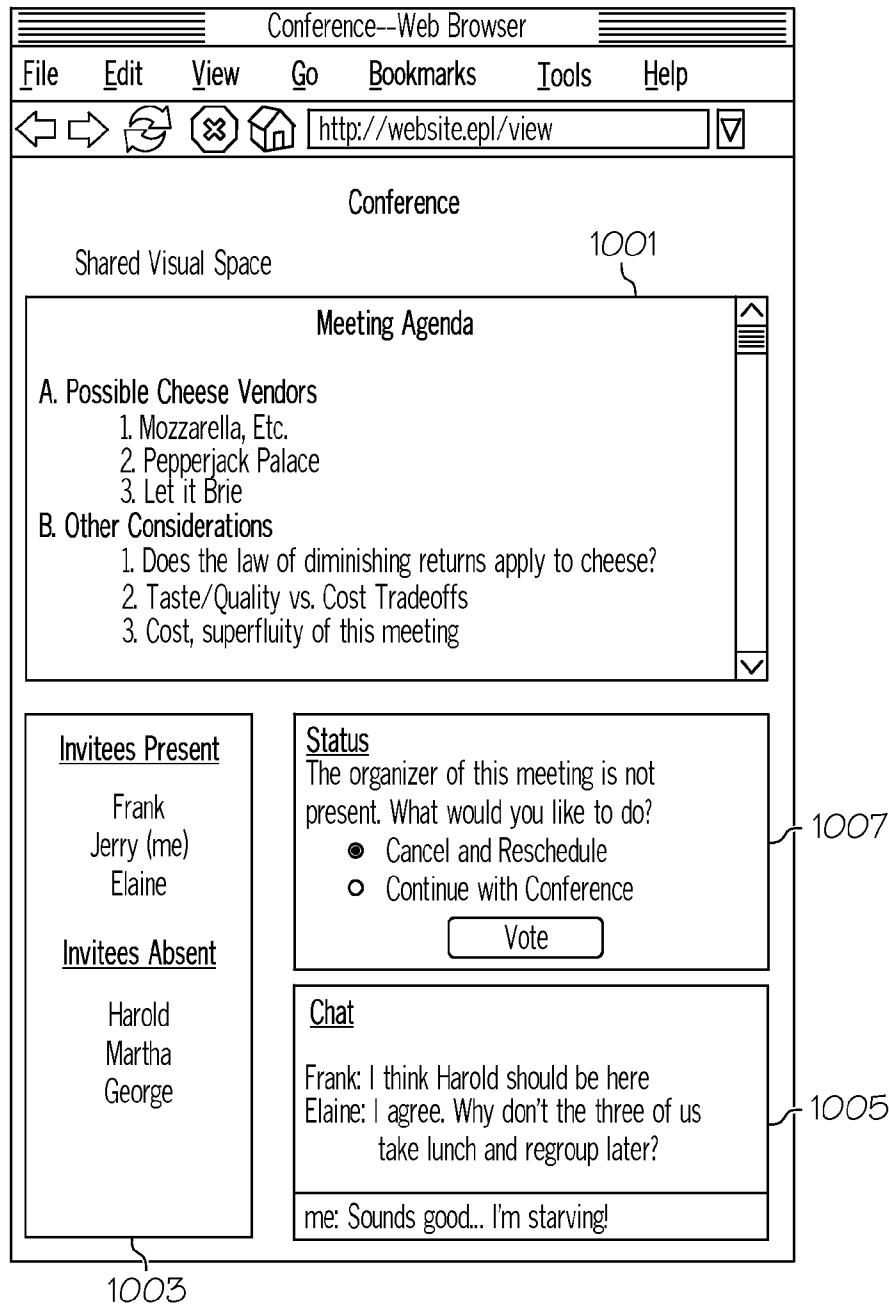 Conference--Web Browser
File Edit View Go Bookmarks Tools Help
http://website.epl/view
Conference
Shared Visual Space
1001
Meeting Agenda
A. Possible Cheese Vendors
1. Mozzarella, Etc.
2. Pepperjack Palace
3. Let it Brie
B. Other Considerations
1. Does the law of diminishing returns apply to cheese?
2. Taste/Quality vs. Cost Tradeoffs
3. Cost, superfluity of this meeting
Invitees Present
Frank
Jerry (me)
Elaine
Invitees Absent
Harold
Martha
George
1003
Status
The organizer of this meeting is not
present. What would you like to do?
Cancel and Reschedule
Continue with Conference
Vote
1007
Chat
Frank: I think Harold should be here
Elaine: I agree. Why don't the three of us
take lunch and regroup later?
me: Sounds good... I'm starving!
1005